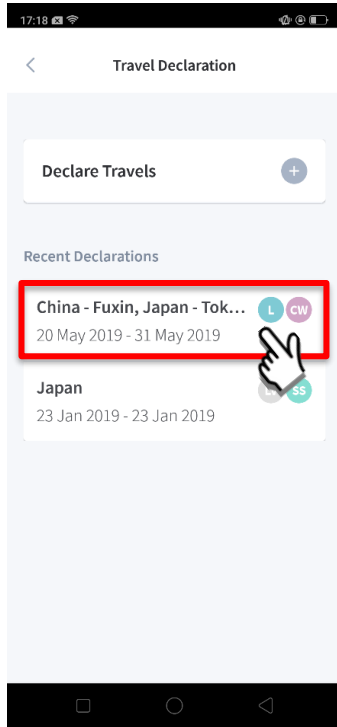 17:18
Travel Declaration
Declare Travels
Recent Declarations
China - Fuxin, Japan - Tok...
L CW
20 May 2019 - 31 May 2019
Japan
SS
23 Jan 2019 - 23 Jan 2019